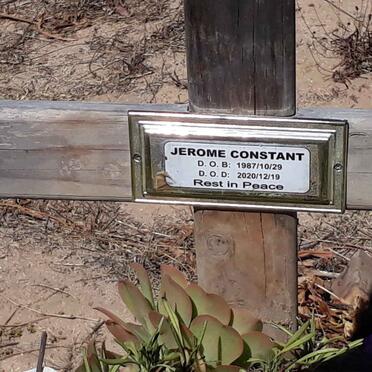 JEROME CONSTANT
D. O. B: 1987/10/29
D. O. D: 2020/12/19
Rest in Peace